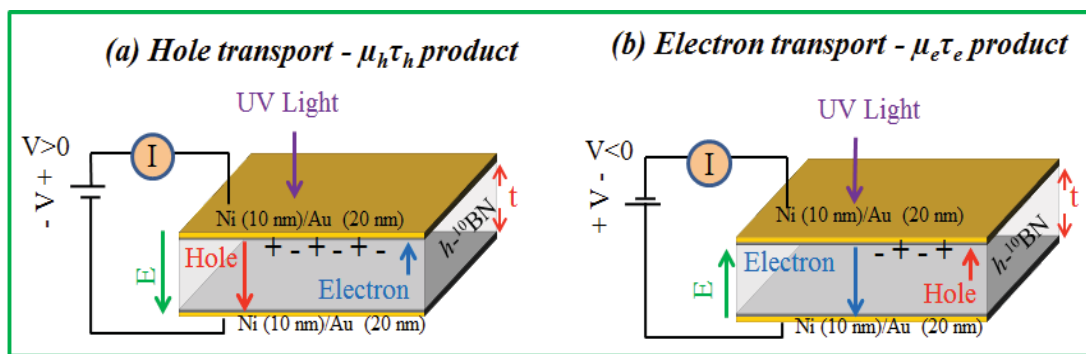 (a) Hole transport - μₕτₕ product
UV Light
V>0
I
- V +
Ni (10 nm)/Au (20 nm)
t
h-¹⁰BN
+ - + - + -
E
Hole
Electron
Ni (10 nm)/Au (20 nm)
(b) Electron transport - μₑτₑ product
UV Light
V<0
I
+ V -
Ni (10 nm)/Au (20 nm)
t
h-¹⁰BN
- + - +
E
Electron
Hole
Ni (10 nm)/Au (20 nm)